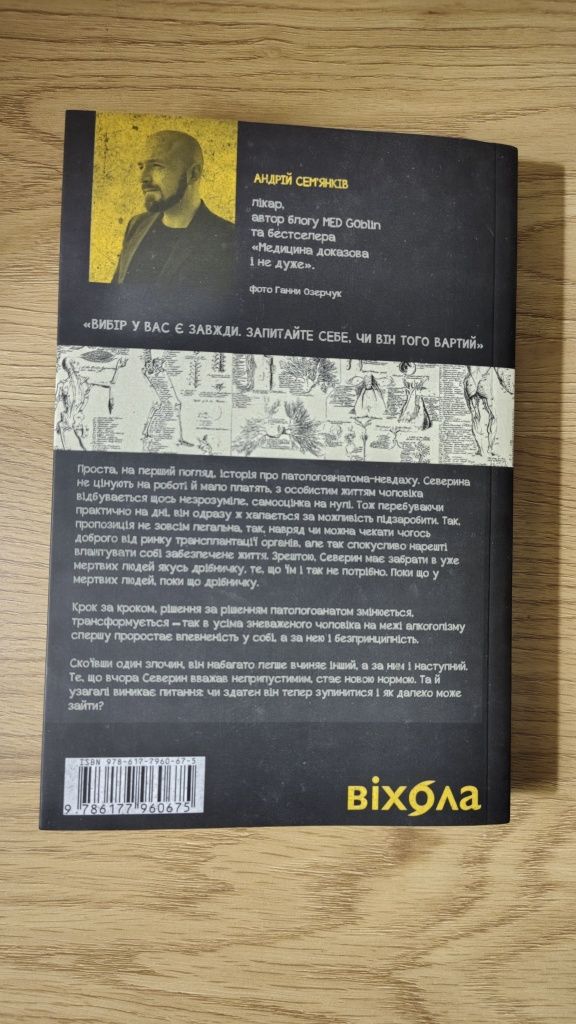 АНДРІЙ СЕМ'ЯНКІВ
лікар,
автор блогу MED GOblin
та бестселера
«Медицина доказова
і не дуже».
фото Ганни Озерчук
«ВИБІР У ВАС Є ЗАВЖДИ. ЗАПИТАЙТЕ СЕБЕ, ЧИ ВІН ТОГО ВАРТИЙ»
Проста, на перший погляд, історія про патологоанатома-невдаху. Северина
не цінують на роботі й мало платять, з особистим життям чоловіка
відбувається щось незрозуміле, самооцінка на нулі. Тож перебуваючи
практично на дні, він одразу ж хапається за можливість підзаробити. Так,
пропозиція не зовсім легальна, так, навряд чи можна чекати чогось
доброго від ринку трансплантації органів, але так спокусливо нарешті
влаштувати собі забезпечене життя. Зрештою, Северин має забрати в уже
мертвих людей якусь дрібничку, те, що їм і так не потрібно. Поки що у
мертвих людей, поки що дрібничку.
Крок за кроком, рішення за рішенням патологоанатом змінюється,
трансформується — так в усіма зневаженого чоловіка на межі алкоголізму
спершу проростає впевненість у собі, а за нею і безпринципність.
Скоївши один злочин, він набагато легше вчиняє інший, а за ним і наступний.
Те, що вчора Северин вважав неприпустимим, стає новою нормою. Та й
узагалі виникає питання: чи здатен він тепер зупинитися і як далеко може
зайти?
ISBN 978-617-7960-67-5
9 786177 960675
віхола